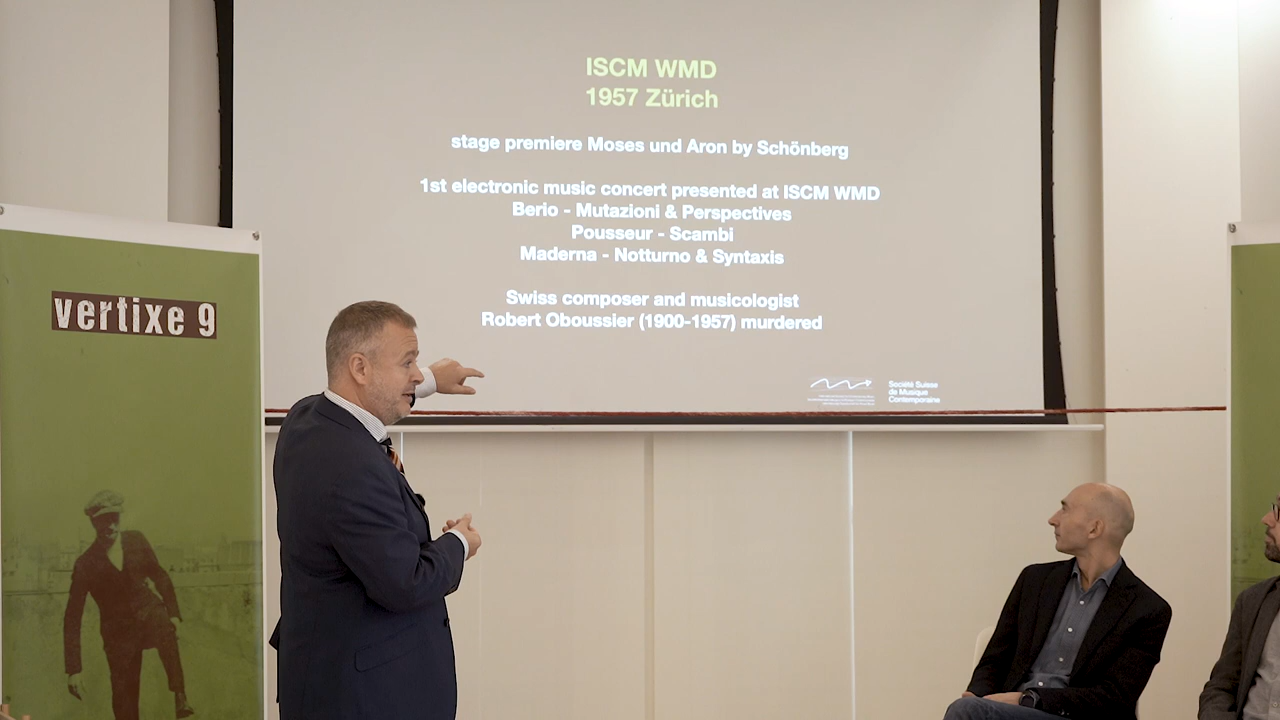 ISCM WMD
1957 Zürich
stage premiere Moses und Aron by Schönberg
1st electronic music concert presented at ISCM WMD
Berio - Mutazioni & Perspectives
Pousseur - Scambi
Maderna - Notturno & Syntaxis
Swiss composer and musicologist
Robert Oboussier (1900-1957) murdered
Société Suisse
de Musique
Contemporaine
vertixe 9